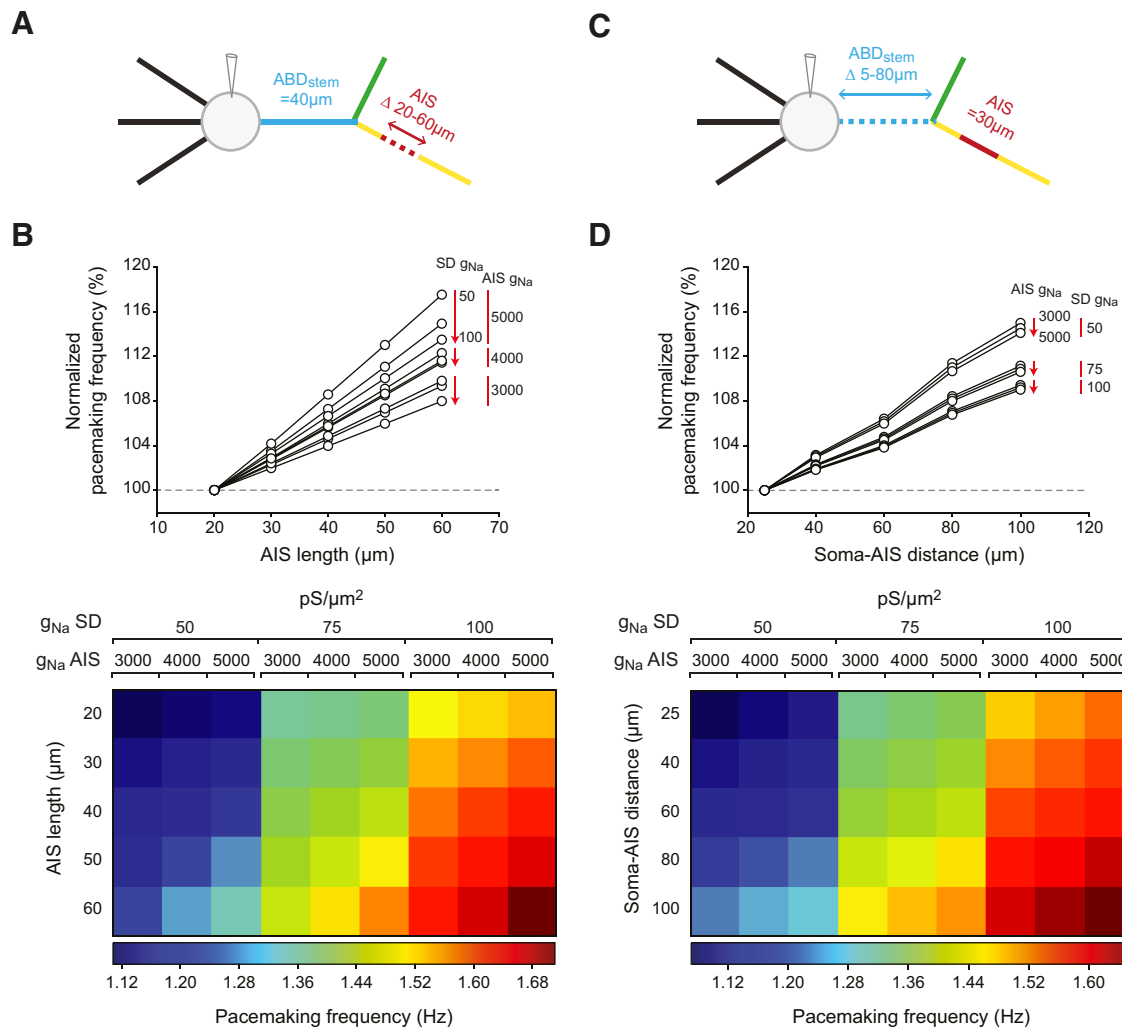 A
ABDstem
=40µm
AIS
Δ 20-60µm
C
ABDstem
Δ 5-80µm
AIS
=30µm
B
Normalized
pacemaking frequency (%)
120
116
112
108
104
100
10
20
30
40
50
60
70
AIS length (µm)
SD gNa
AIS gNa
50
100
5000
4000
3000
D
Normalized
pacemaking frequency (%)
120
116
112
108
104
100
20
40
60
80
100
120
Soma-AIS distance (µm)
AIS gNa
SD gNa
3000
5000
50
75
100
pS/µm2
gNa SD
50
75
100
gNa AIS
3000 4000 5000 3000 4000 5000 3000 4000 5000
AIS length (µm)
20
30
40
50
60
1.12 1.20 1.28 1.36 1.44 1.52 1.60 1.68
Pacemaking frequency (Hz)
pS/µm2
gNa SD
50
75
100
gNa AIS
3000 4000 5000 3000 4000 5000 3000 4000 5000
Soma-AIS distance (µm)
25
40
60
80
100
1.12 1.20 1.28 1.36 1.44 1.52 1.60
Pacemaking frequency (Hz)